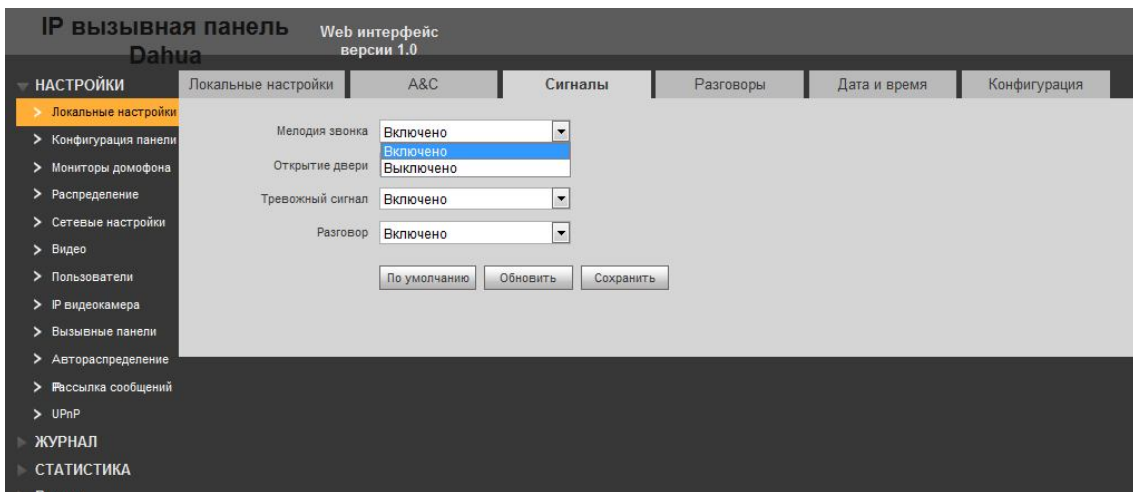 IP вызывная панель
Dahua
Web интерфейс
версии 1.0
НАСТРОЙКИ
Локальные настройки
Конфигурация панели
Мониторы домофона
Распределение
Сетевые настройки
Видео
Пользователи
IP видеокамера
Вызывные панели
Автораспределение
Рассылка сообщений
UPnP
ЖУРНАЛ
СТАТИСТИКА
Локальные настройки
A&C
Сигналы
Разговоры
Дата и время
Конфигурация
Мелодия звонка
Включено
Включено
Выключено
Открытие двери
Тревожный сигнал
Включено
Разговор
Включено
По умолчанию
Обновить
Сохранить